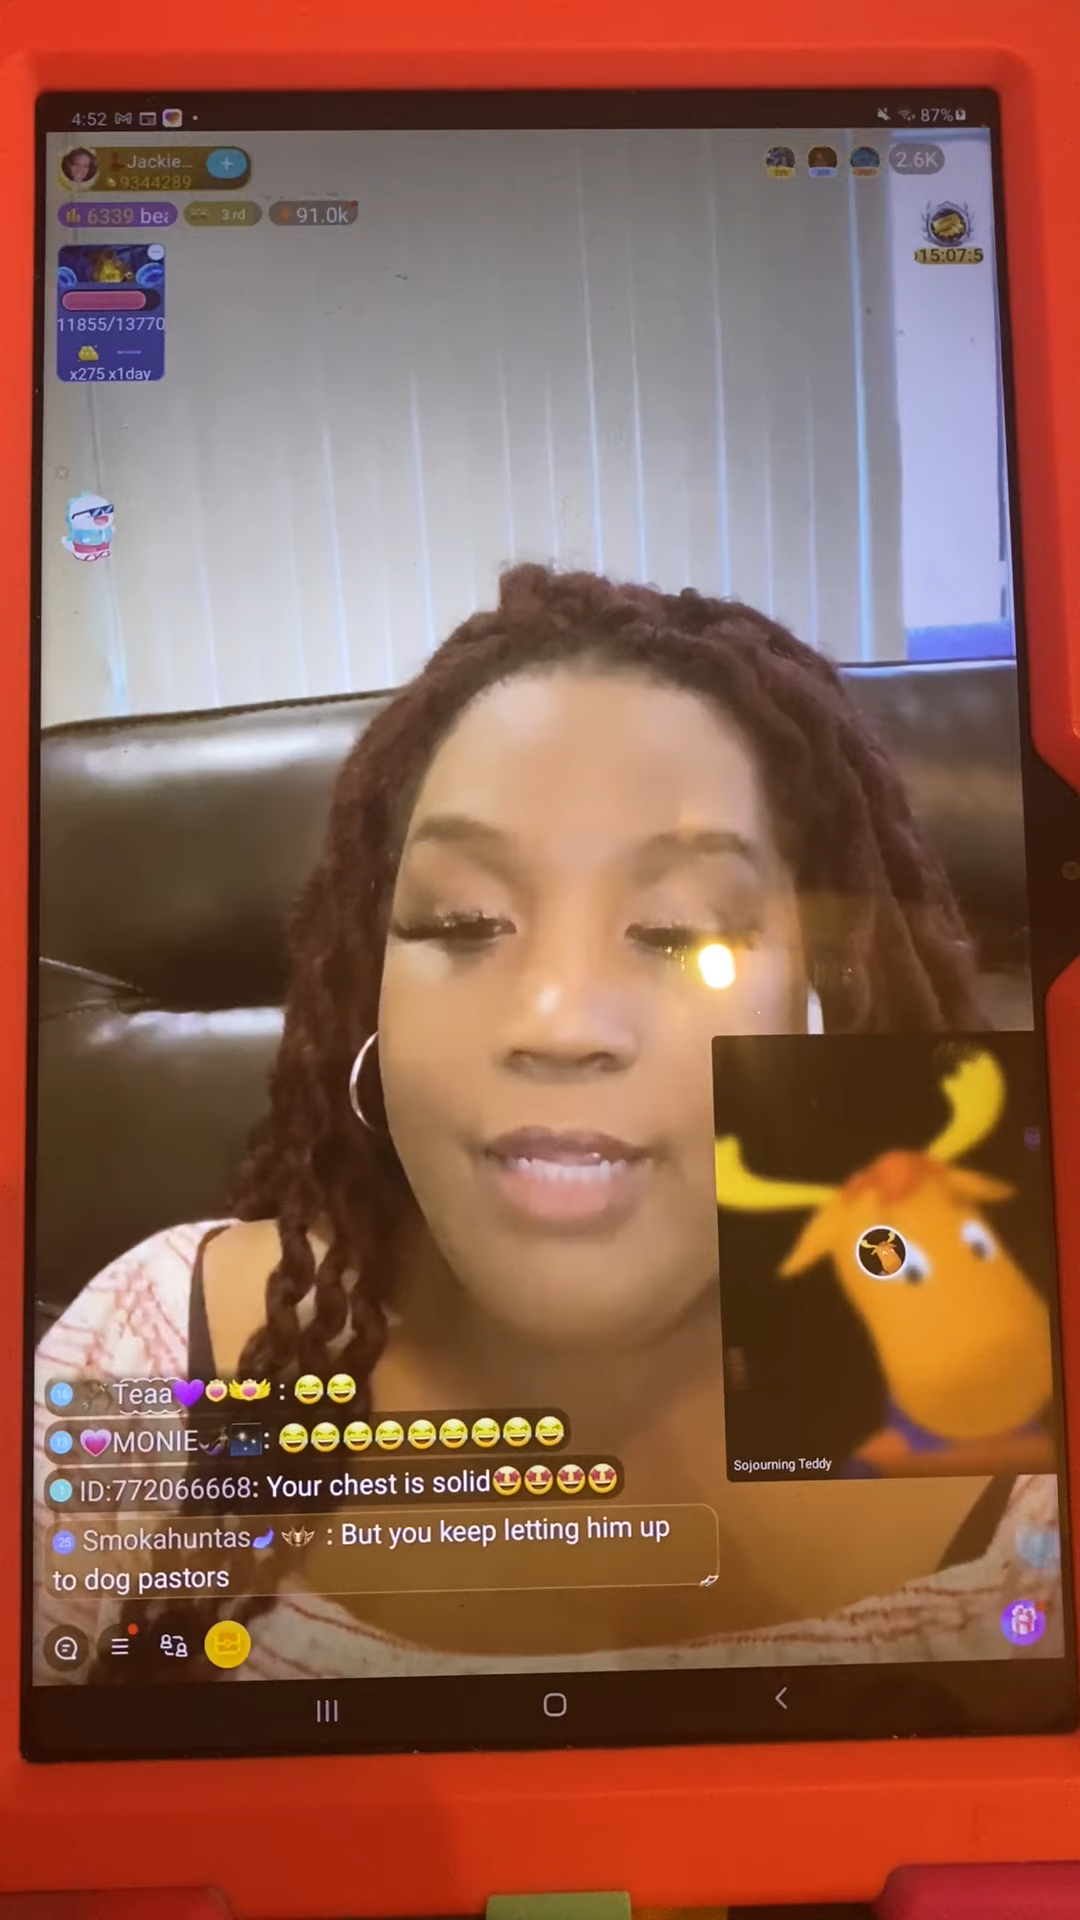 4:52
87%
Jackie...
9344289
2.6K
3rd
91.0k
15:07:5
11855/13770
x275 x1day
Teaa💜 : 😂😂
💗MONIE : 😂😂😂😂😂😂😂😂😂
ID:772066668: Your chest is solid🤩🤩🤩🤩
25 Smokahuntas : But you keep letting him up
to dog pastors
Sojourning Teddy